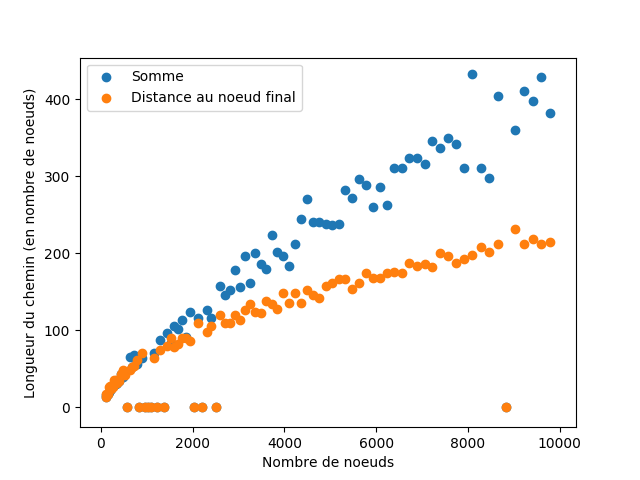 Somme
Distance au noeud final
Longueur du chemin (en nombre de noeuds)
400
300
200
100
0
0 2000 4000 6000 8000 10000
Nombre de noeuds